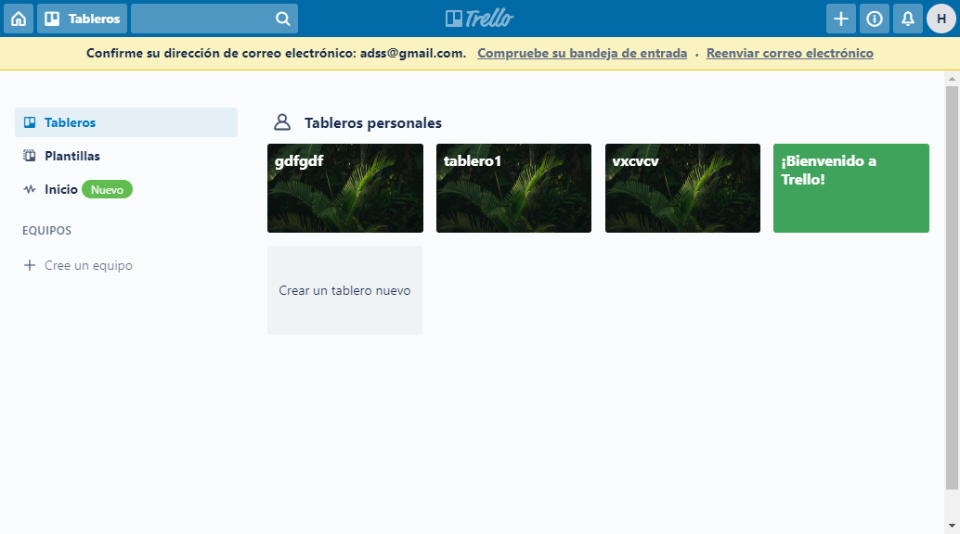 Tableros
Trello
H
Confirme su dirección de correo electrónico: adss@gmail.com. Compruebe su bandeja de entrada · Reenviar correo electrónico
Tableros
Plantillas
Inicio Nuevo
EQUIPOS
Cree un equipo
Tableros personales
gdfgdf
tablero1
vxcvcv
¡Bienvenido a
Trello!
Crear un tablero nuevo